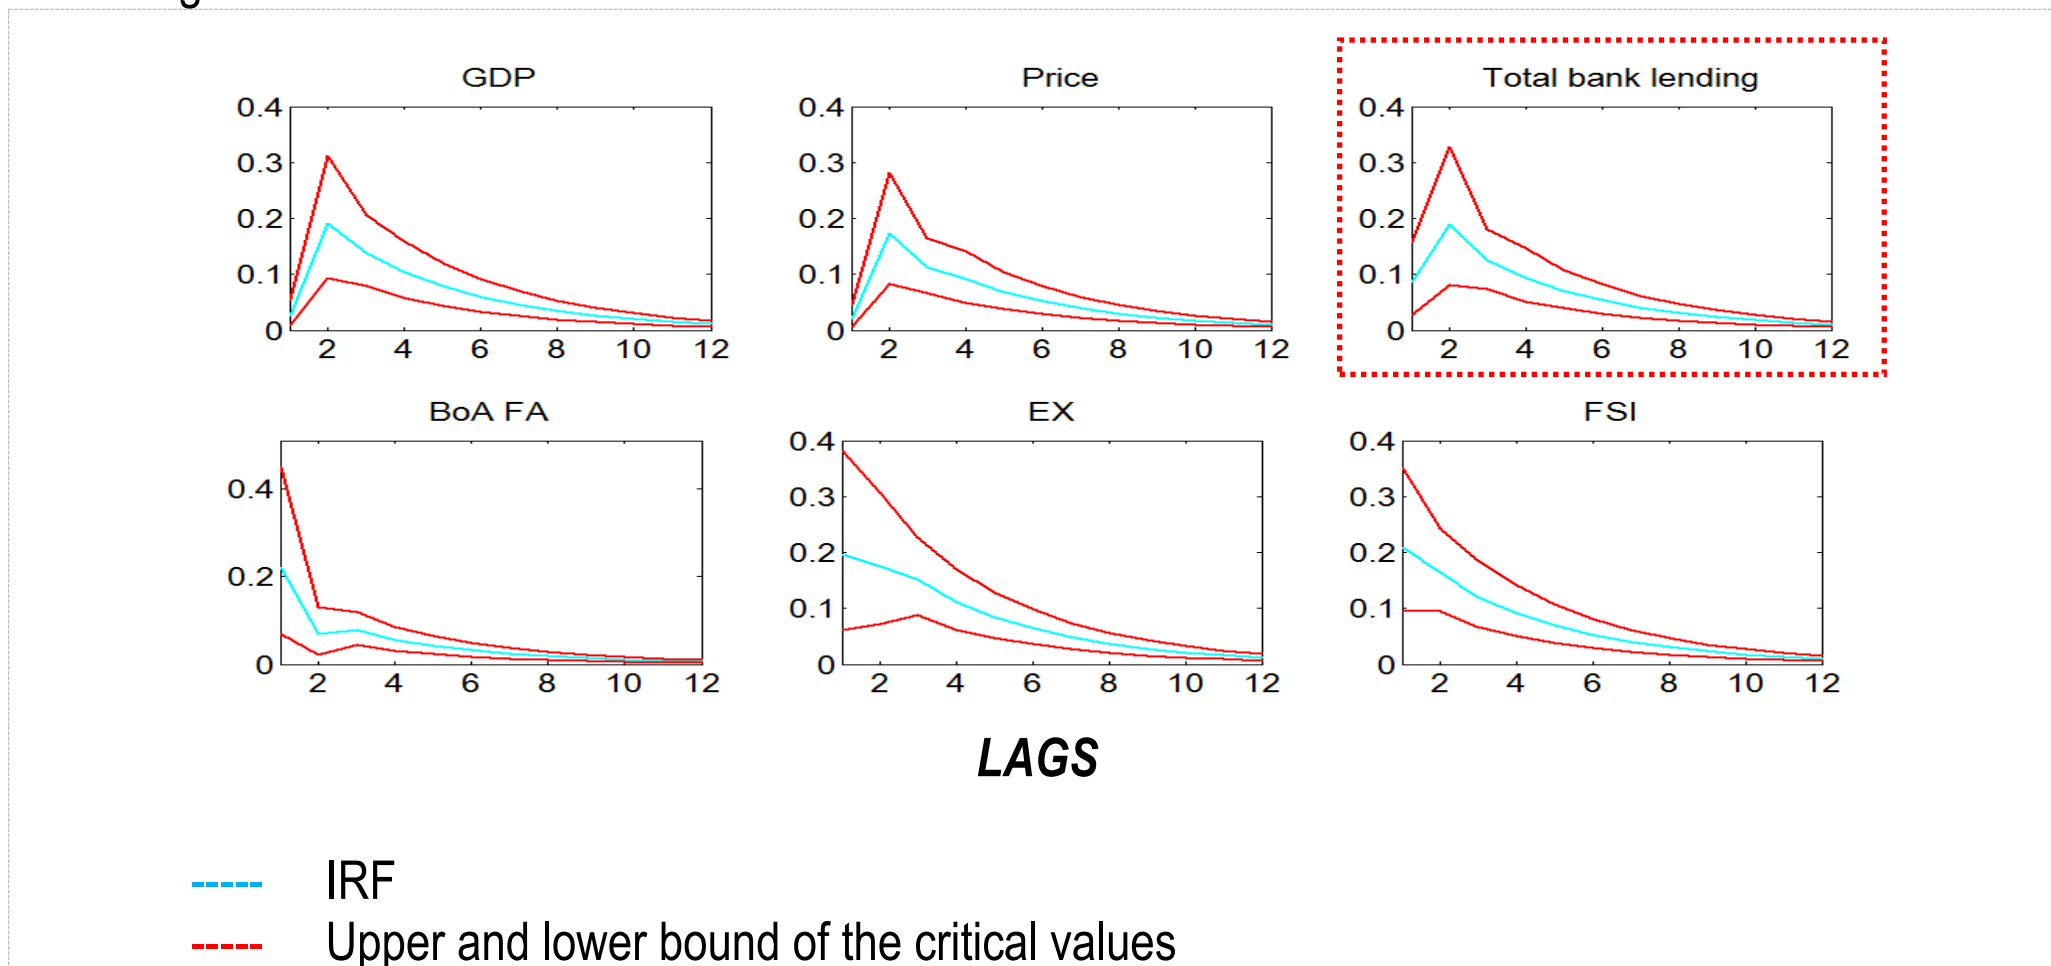 GDP Price Total bank lending
0.4 0.4 0.4
0.3 0.3 0.3
0.2 0.2 0.2
0.1 0.1 0.1
0 0 0
2 4 6 8 10 12 2 4 6 8 10 12 2 4 6 8 10 12
BoA FA EX FSI
0.4 0.4
0.4 0.3 0.3
0.2 0.2 0.2
0.1 0.1
0 0 0
2 4 6 8 10 12 2 4 6 8 10 12 2 4 6 8 10 12
LAGS
IRF
Upper and lower bound of the critical values